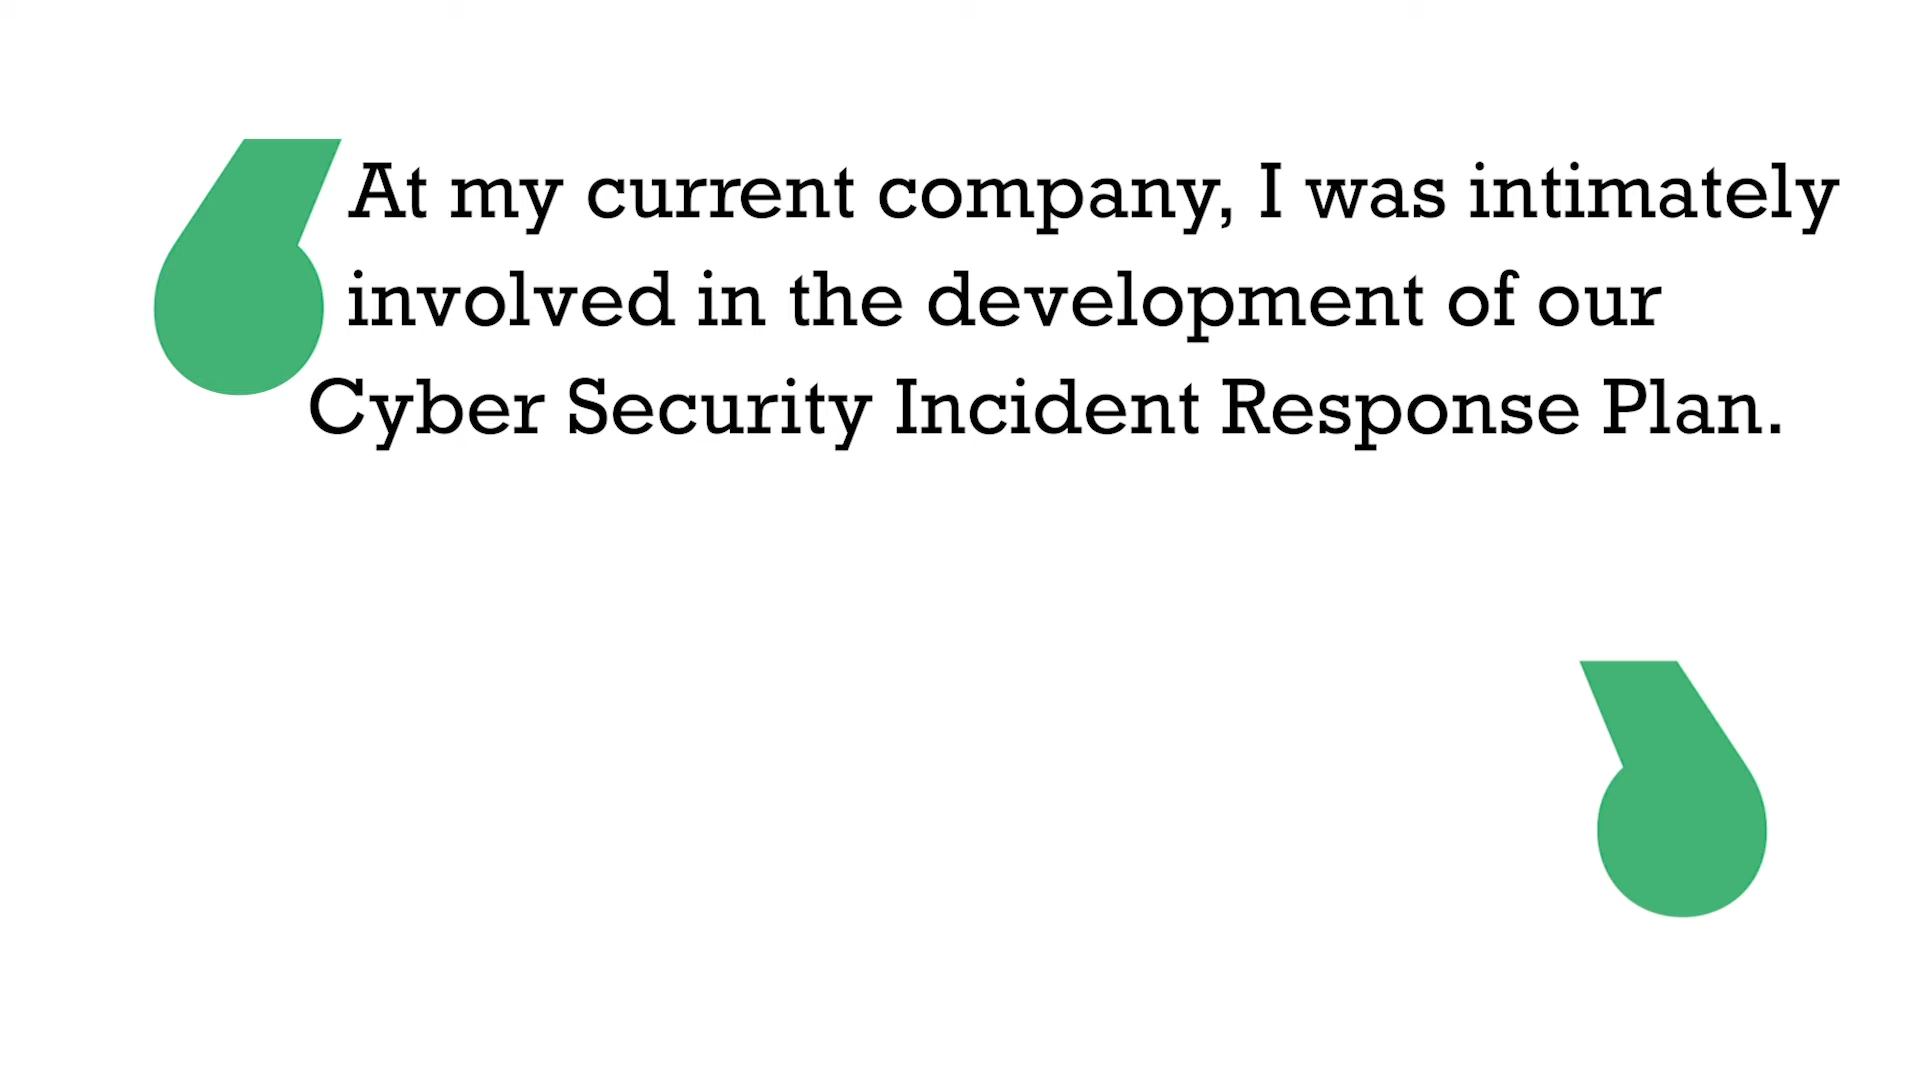 At my current company, I was intimately
involved in the development of our
Cyber Security Incident Response Plan.